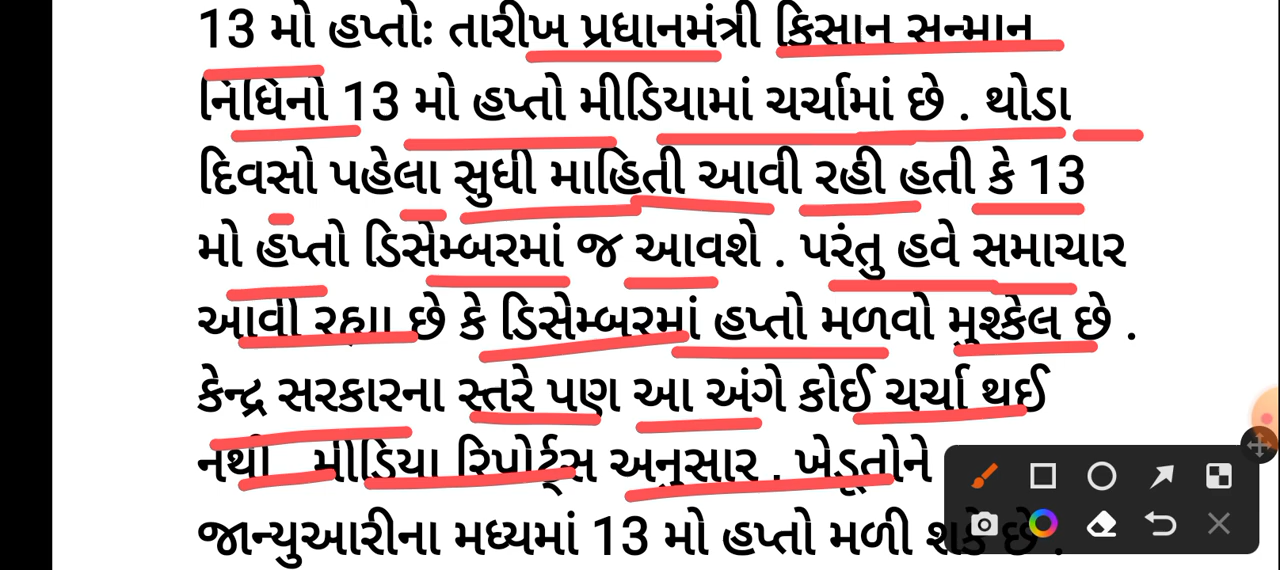 13 મો હપ્તોઃ તારીખ પ્રધાનમંત્રી કિસાન સન્માન
નિધિનો 13 મો હપ્તો મીડિયામાં ચર્ચામાં છે . થોડા
દિવસો પહેલા સુધી માહિતી આવી રહી હતી કે 13
મો હપ્તો ડિસેમ્બરમાં જ આવશે . પરંતુ હવે સમાચાર
આવી રહ્યા છે કે ડિસેમ્બરમાં હપ્તો મળવો મુશ્કેલ છે .
કેન્દ્ર સરકારના સ્તરે પણ આ અંગે કોઈ ચર્ચા થઈ
નથી . મીડિયા રિપોર્ટ્સ અનુસાર . ખેડૂતોને
જાન્યુઆરીના મધ્યમાં 13 મો હપ્તો મળી શકે છે .